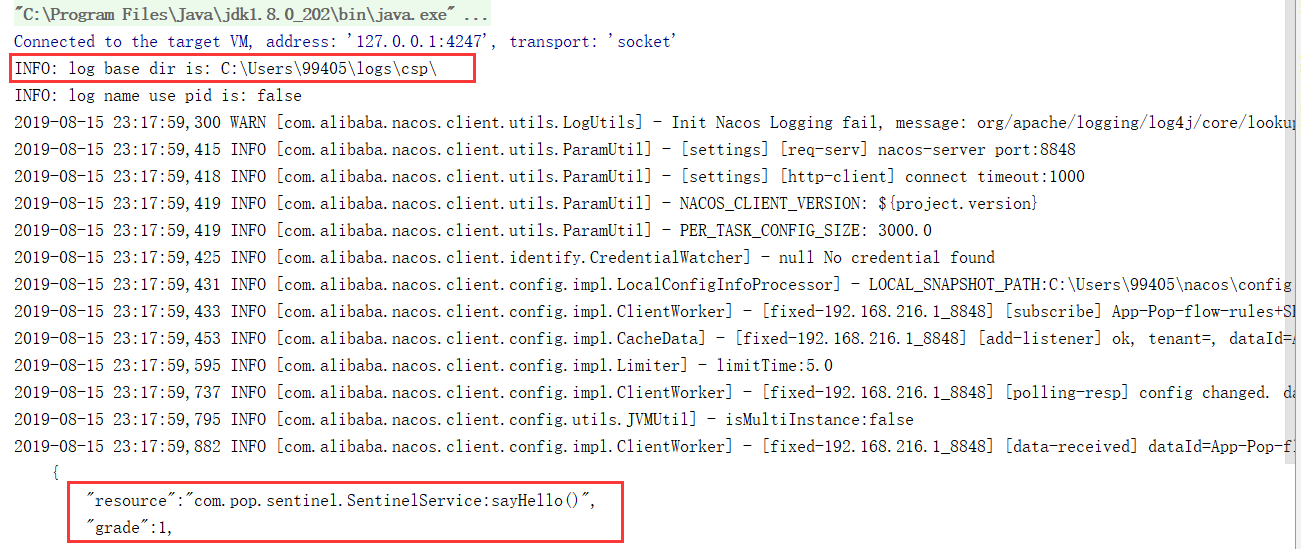 "C:\Program Files\Java\jdk1.8.0_202\bin\java.exe" ...
Connected to the target VM, address: '127.0.0.1:4247', transport: 'socket'
INFO: log base dir is: C:\Users\99405\logs\csp\
INFO: log name use pid is: false
2019-08-15 23:17:59,300 WARN [com.alibaba.nacos.client.utils.LogUtils] - Init Nacos Logging fail, message: org/apache/logging/log4j/core/lookup
2019-08-15 23:17:59,415 INFO [com.alibaba.nacos.client.utils.ParamUtil] - [settings] [req-serv] nacos-server port:8848
2019-08-15 23:17:59,418 INFO [com.alibaba.nacos.client.utils.ParamUtil] - [settings] [http-client] connect timeout:1000
2019-08-15 23:17:59,419 INFO [com.alibaba.nacos.client.utils.ParamUtil] - NACOS_CLIENT_VERSION: ${project.version}
2019-08-15 23:17:59,419 INFO [com.alibaba.nacos.client.utils.ParamUtil] - PER_TASK_CONFIG_SIZE: 3000.0
2019-08-15 23:17:59,425 INFO [com.alibaba.nacos.client.identify.CredentialWatcher] - null No credential found
2019-08-15 23:17:59,431 INFO [com.alibaba.nacos.client.config.impl.LocalConfigInfoProcessor] - LOCAL_SNAPSHOT_PATH:C:\Users\99405\nacos\config
2019-08-15 23:17:59,433 INFO [com.alibaba.nacos.client.config.impl.ClientWorker] - [fixed-192.168.216.1_8848] [subscribe] App-Pop-flow-rules+S
2019-08-15 23:17:59,453 INFO [com.alibaba.nacos.client.config.impl.CacheData] - [fixed-192.168.216.1_8848] [add-listener] ok, tenant=, dataId=
2019-08-15 23:17:59,595 INFO [com.alibaba.nacos.client.config.impl.Limiter] - limitTime:5.0
2019-08-15 23:17:59,737 INFO [com.alibaba.nacos.client.config.impl.ClientWorker] - [fixed-192.168.216.1_8848] [polling-resp] config changed. da
2019-08-15 23:17:59,795 INFO [com.alibaba.nacos.client.config.utils.JVMUtil] - isMultiInstance:false
2019-08-15 23:17:59,882 INFO [com.alibaba.nacos.client.config.impl.ClientWorker] - [fixed-192.168.216.1_8848] [data-received] dataId=App-Pop-f
{
"resource":"com.pop.sentinel.SentinelService:sayHello()",
"grade":1,